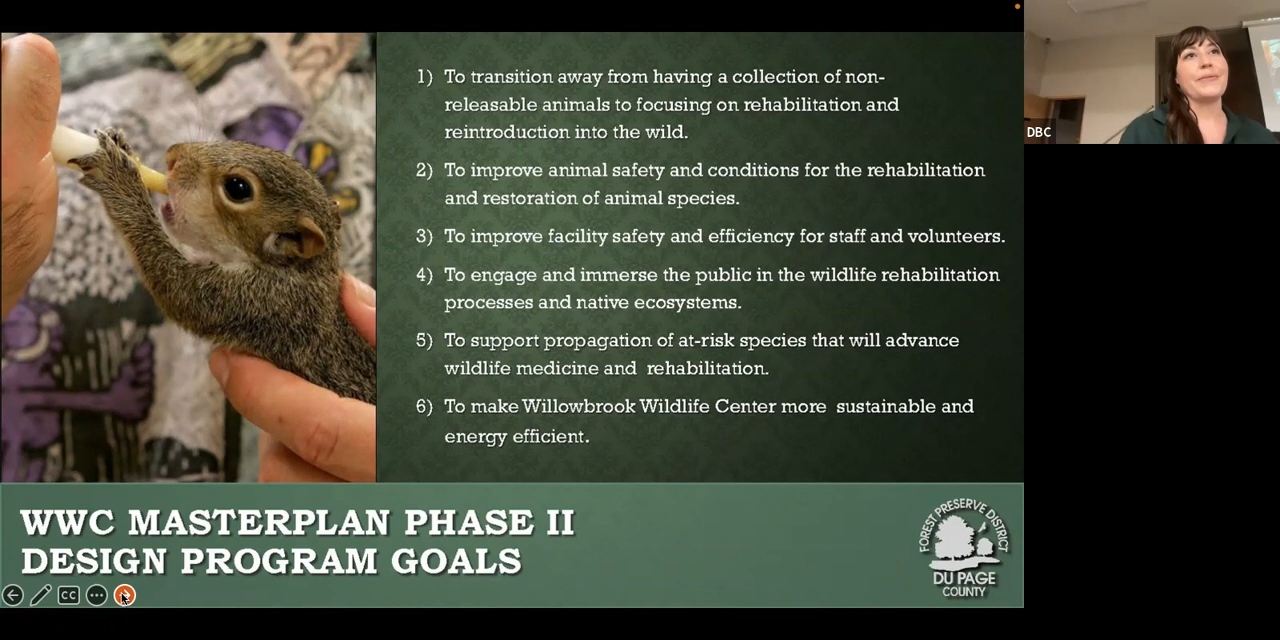 1) To transition away from having a collection of non-
releasable animals to focusing on rehabilitation and
reintroduction into the wild.
2) To improve animal safety and conditions for the rehabilitation
and restoration of animal species.
3) To improve facility safety and efficiency for staff and volunteers.
4) To engage and immerse the public in the wildlife rehabilitation
processes and native ecosystems.
5) To support propagation of at-risk species that will advance
wildlife medicine and rehabilitation.
6) To make Willowbrook Wildlife Center more sustainable and
energy efficient.
WWC MASTERPLAN PHASE II
DESIGN PROGRAM GOALS
FOREST PRESERVE DISTRICT
DU PAGE
COUNTY
CC
DBC